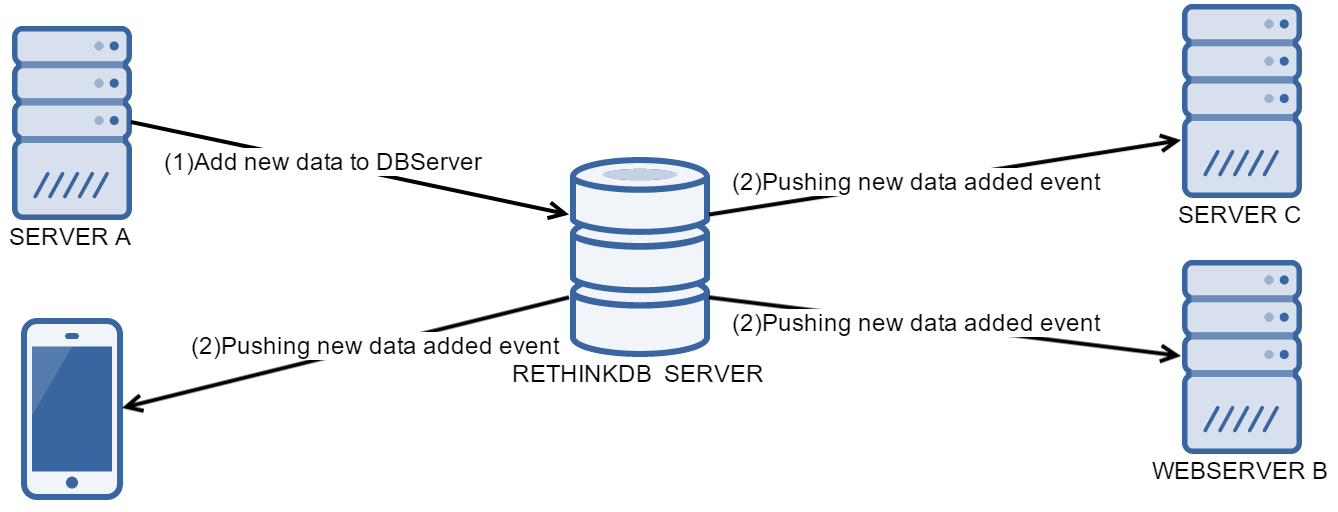 (1)Add new data to DBServer
SERVER A
(2)Pushing new data added event
SERVER C
(2)Pushing new data added event
RETHINKDB  SERVER
(2)Pushing new data added event
WEBSERVER B